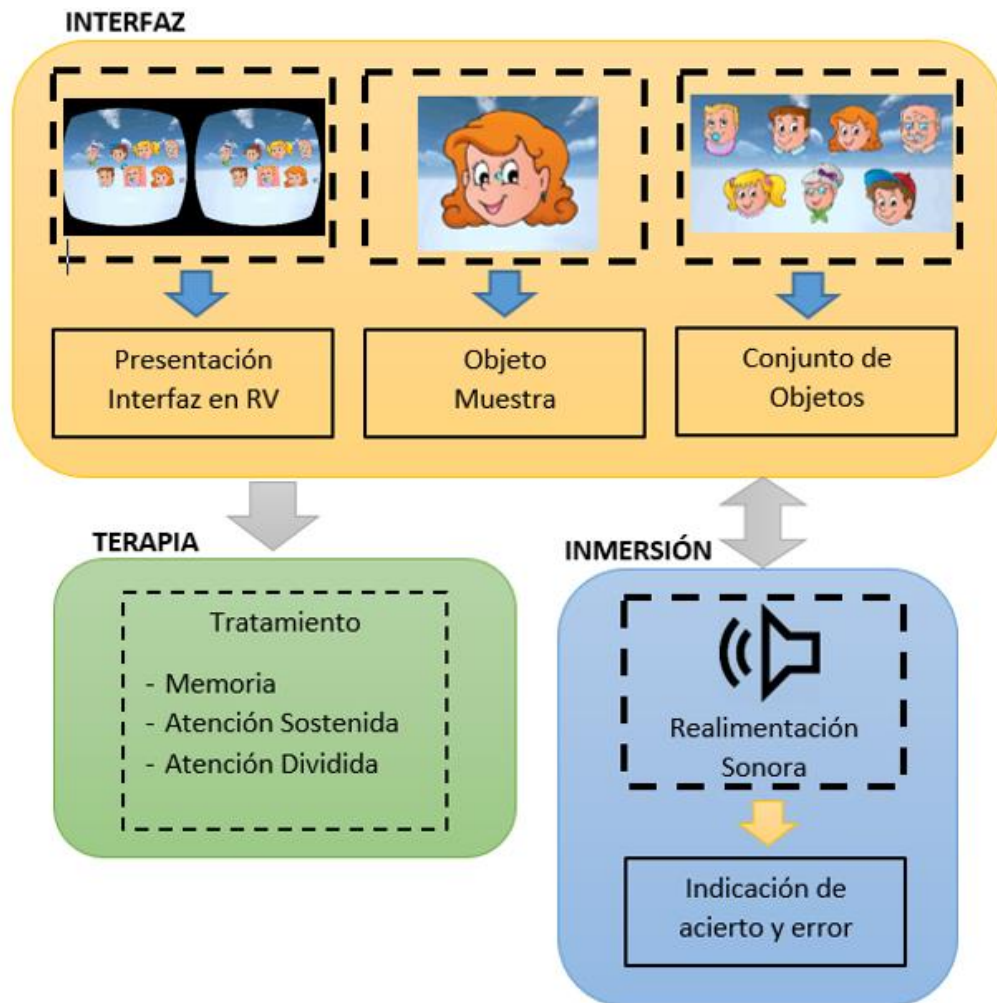 INTERFAZ
Presentación
Interfaz en RV
Objeto
Muestra
Conjunto de
Objetos
TERAPIA
Tratamiento
- Memoria
- Atención Sostenida
- Atención Dividida
INMERSIÓN
Realimentación
Sonora
Indicación de
acierto y error